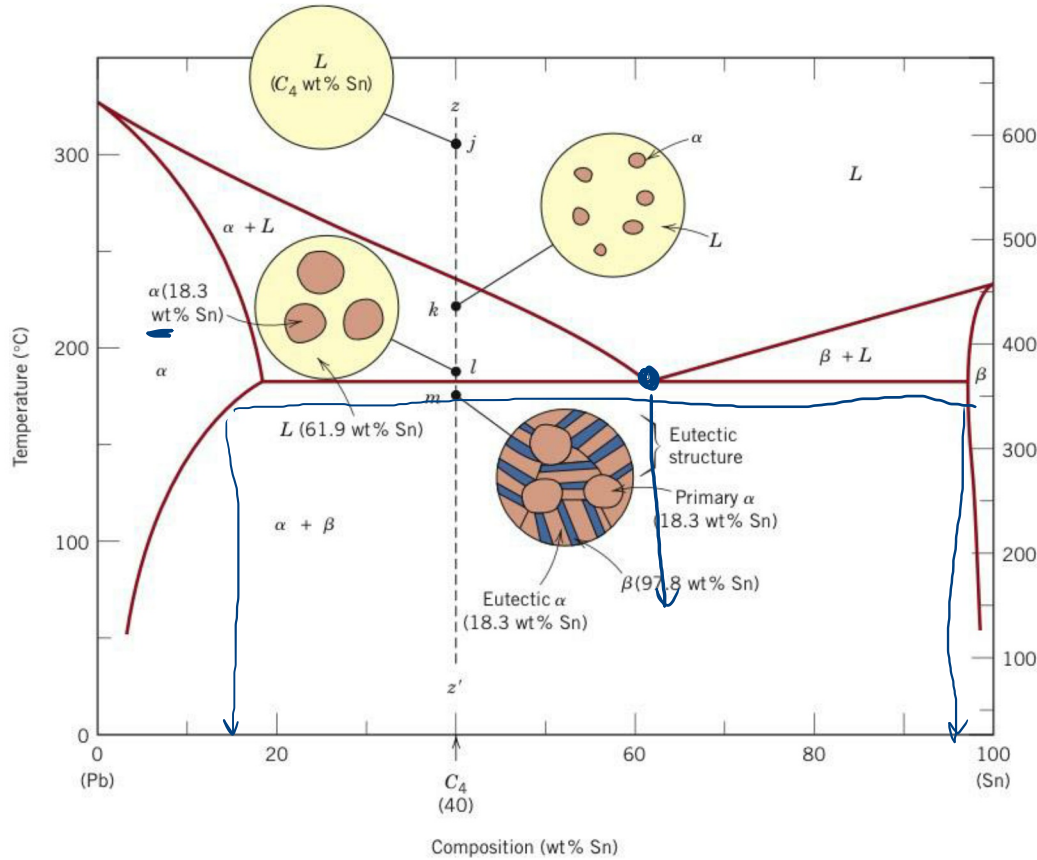 L
(C₄ wt% Sn)
z
j
α
L
L
α + L
α(18.3
wt% Sn)
k
l
m
α
β + L
β
L (61.9 wt% Sn)
Eutectic
structure
Primary α
(18.3 wt% Sn)
α + β
β(97.8 wt% Sn)
Eutectic α
(18.3 wt% Sn)
z′
Temperature (°C)
300
200
100
0
600
500
400
300
200
100
0
20
C₄
(40)
60
80
100
(Pb)
(Sn)
Composition (wt% Sn)